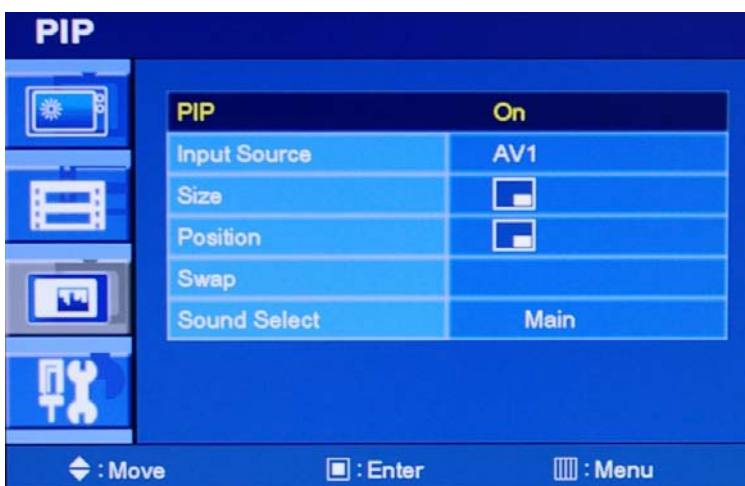 PIP
PIP On
Input Source AV1
Size
Position
Swap
Sound Select Main
: Move : Enter : Menu